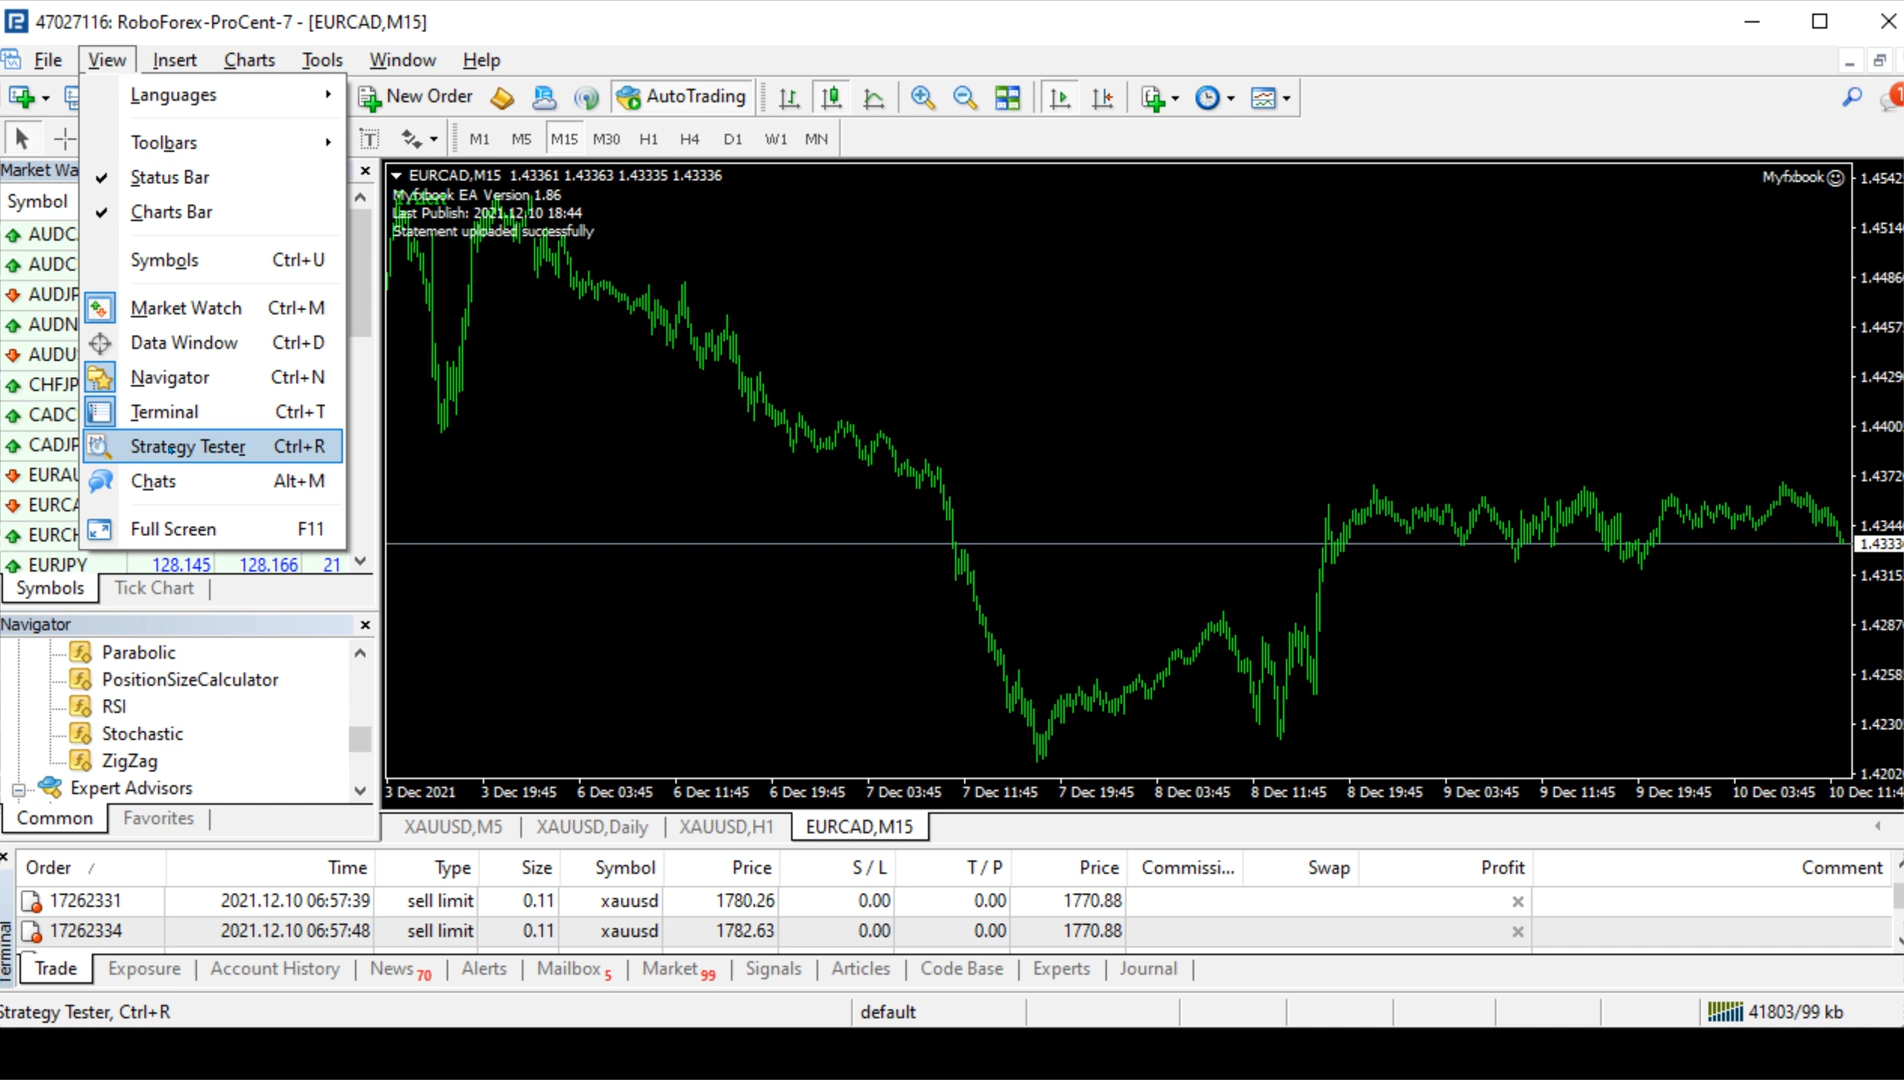 47027116: RoboForex-ProCent-7 - [EURCAD,M15]
File View Insert Charts Tools Window Help
New Order AutoTrading
M1 M5 M15 M30 H1 H4 D1 W1 MN
Languages
Toolbars
Status Bar
Charts Bar
Symbols Ctrl+U
Market Watch Ctrl+M
Data Window Ctrl+D
Navigator Ctrl+N
Terminal Ctrl+T
Strategy Tester Ctrl+R
Chats Alt+M
Full Screen F11
Market Wa
Symbol
AUDC
AUDC
AUDJP
AUDN
AUDU
CHFJP
CADC
CADJP
EURAU
EURCA
EURCH
EURJPY 128.145 128.166 21
Symbols Tick Chart
Navigator
Parabolic
PositionSizeCalculator
RSI
Stochastic
ZigZag
Expert Advisors
Common Favorites
EURCAD,M15 1.43361 1.43363 1.43335 1.43336
Myfxbook EA Version 1.86
Last Publish: 2021.12.10 18:44
Statement uploaded successfully
Myfxbook
1.4542
1.4514
1.4486
1.4457
1.4429
1.4400
1.4372
1.4344
1.4333
1.4315
1.4287
1.4258
1.4230
1.4202
3 Dec 2021 3 Dec 19:45 6 Dec 03:45 6 Dec 11:45 6 Dec 19:45 7 Dec 03:45 7 Dec 11:45 7 Dec 19:45 8 Dec 03:45 8 Dec 11:45 8 Dec 19:45 9 Dec 03:45 9 Dec 11:45 9 Dec 19:45 10 Dec 03:45 10 Dec 11:4
XAUUSD,M5 XAUUSD,Daily XAUUSD,H1 EURCAD,M15
Order / Time Type Size Symbol Price S / L T / P Price Commissi... Swap Profit Comment
17262331 2021.12.10 06:57:39 sell limit 0.11 xauusd 1780.26 0.00 0.00 1770.88
17262334 2021.12.10 06:57:48 sell limit 0.11 xauusd 1782.63 0.00 0.00 1770.88
Terminal
Trade Exposure Account History News 70 Alerts Mailbox 5 Market 99 Signals Articles Code Base Experts Journal
Strategy Tester, Ctrl+R default 41803/99 kb